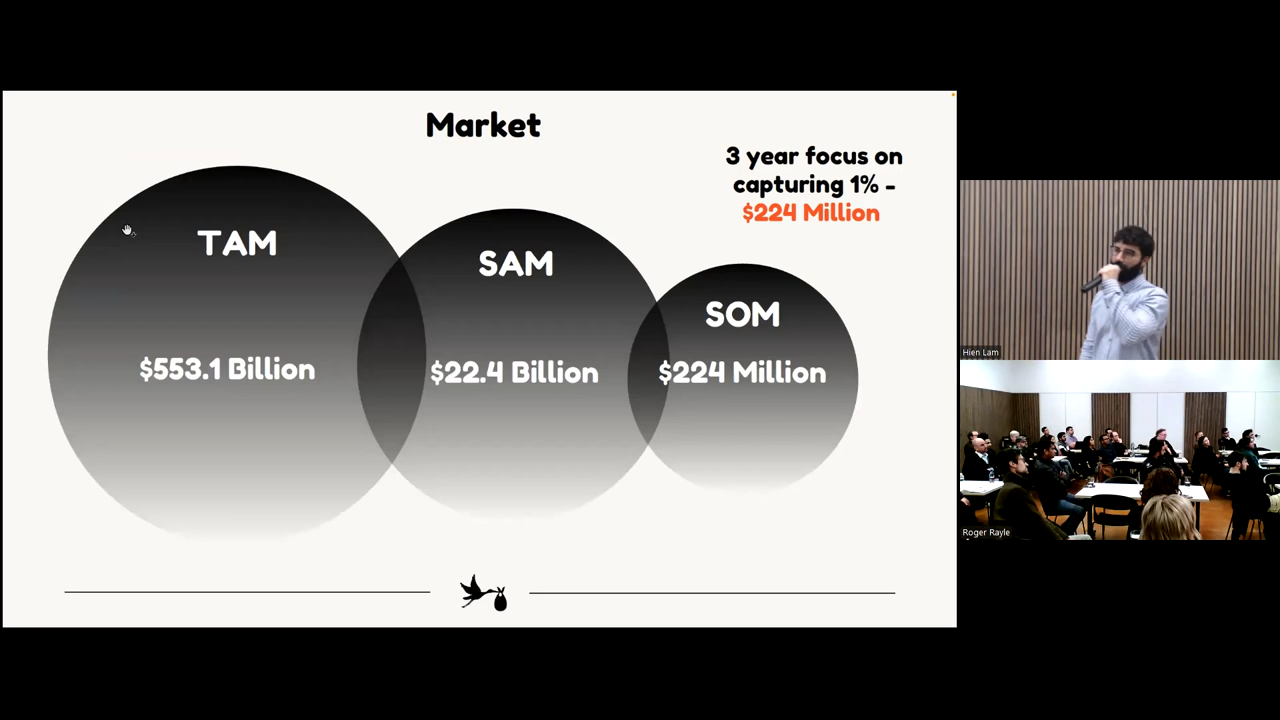 Market
3 year focus on
capturing 1% -
$224 Million
TAM
$553.1 Billion
SAM
$22.4 Billion
SOM
$224 Million
Hien Lam
Roger Rayle